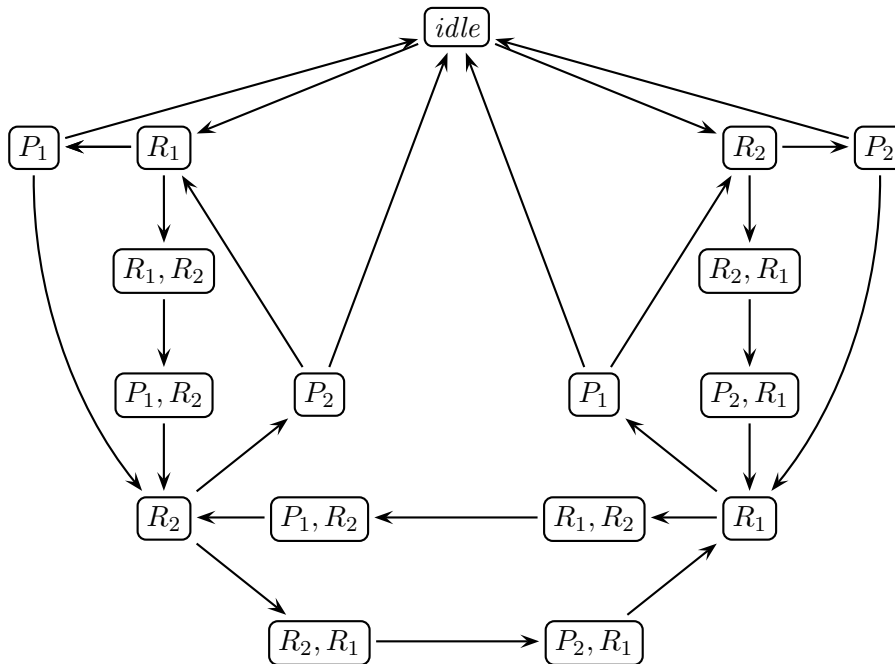 idle
P₁
R₁
R₂
P₂
R₁, R₂
R₂, R₁
P₁, R₂
P₂
P₁
P₂, R₁
R₂
P₁, R₂
R₁, R₂
R₁
R₂, R₁
P₂, R₁